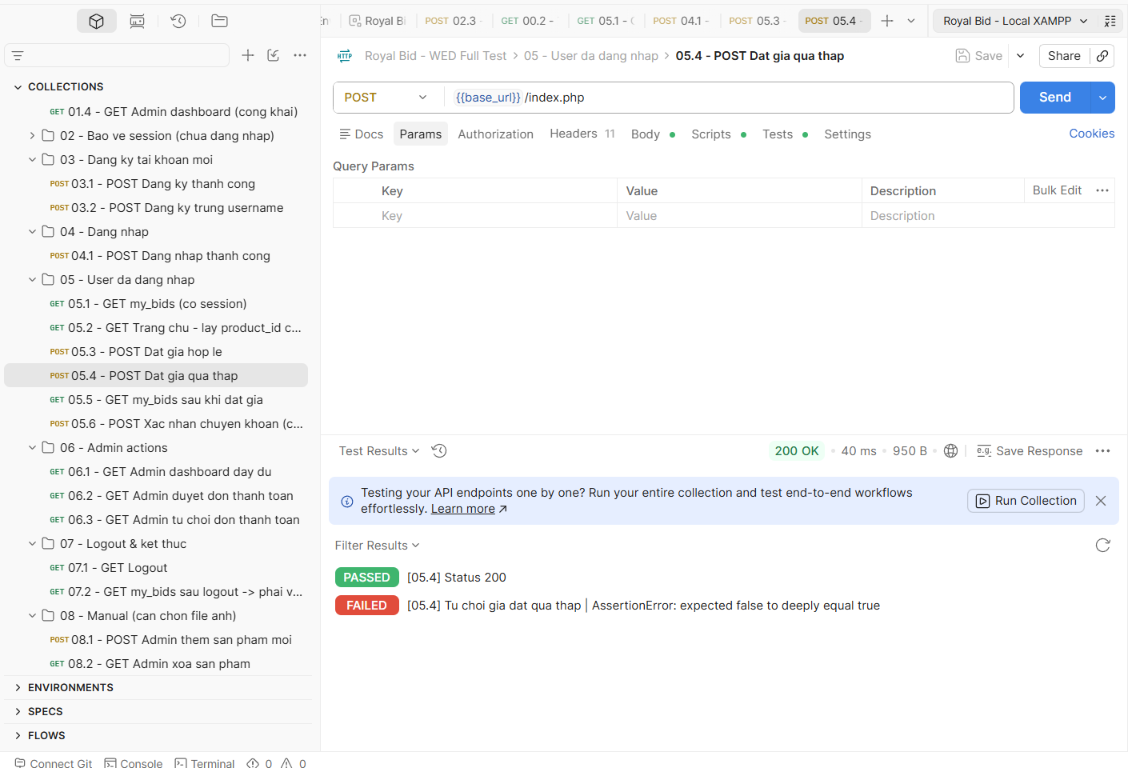 Royal Bi
POST 02.3
GET 00.2 -
GET 05.1 -
POST 04.1 -
POST 05.3
POST 05.4
Royal Bid - Local XAMPP
Royal Bid - WED Full Test > 05 - User da dang nhap > 05.4 - POST Dat gia qua thap
Save
Share
COLLECTIONS
GET 01.4 - GET Admin dashboard (cong khai)
02 - Bao ve session (chua dang nhap)
03 - Dang ky tai khoan moi
POST 03.1 - POST Dang ky thanh cong
POST 03.2 - POST Dang ky trung username
04 - Dang nhap
POST 04.1 - POST Dang nhap thanh cong
05 - User da dang nhap
GET 05.1 - GET my_bids (co session)
GET 05.2 - GET Trang chu - lay product_id c...
POST 05.3 - POST Dat gia hop le
POST 05.4 - POST Dat gia qua thap
GET 05.5 - GET my_bids sau khi dat gia
POST 05.6 - POST Xac nhan chuyen khoan (c...
06 - Admin actions
GET 06.1 - GET Admin dashboard day du
GET 06.2 - GET Admin duyet don thanh toan
GET 06.3 - GET Admin tu choi don thanh toan
07 - Logout & ket thuc
GET 07.1 - GET Logout
GET 07.2 - GET my_bids sau logout -> phai v...
08 - Manual (can chon file anh)
POST 08.1 - POST Admin them san pham moi
GET 08.2 - GET Admin xoa san pham
ENVIRONMENTS
SPECS
FLOWS
POST {{base_url}} /index.php
Send
Docs Params Authorization Headers 11 Body Scripts Tests Settings
Cookies
Query Params
Key Value Description Bulk Edit
Key Value Description
Test Results
200 OK • 40 ms • 950 B
e.g. Save Response
Testing your API endpoints one by one? Run your entire collection and test end-to-end workflows
effortlessly. Learn more
Run Collection
Filter Results
PASSED [05.4] Status 200
FAILED [05.4] Tu choi gia dat qua thap | AssertionError: expected false to deeply equal true
Connect Git Console Terminal 0 0